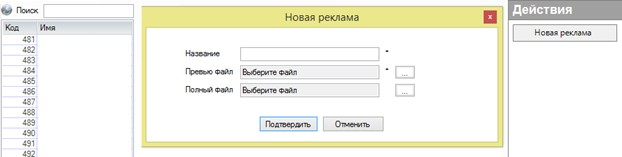 Поиск
Код Имя
481
482
483
484
485
486
487
488
489
490
491
492
Новая реклама
x
Название *
Превью файл Выберите файл * ...
Полный файл Выберите файл ...
Подтвердить Отменить
Действия
Новая реклама